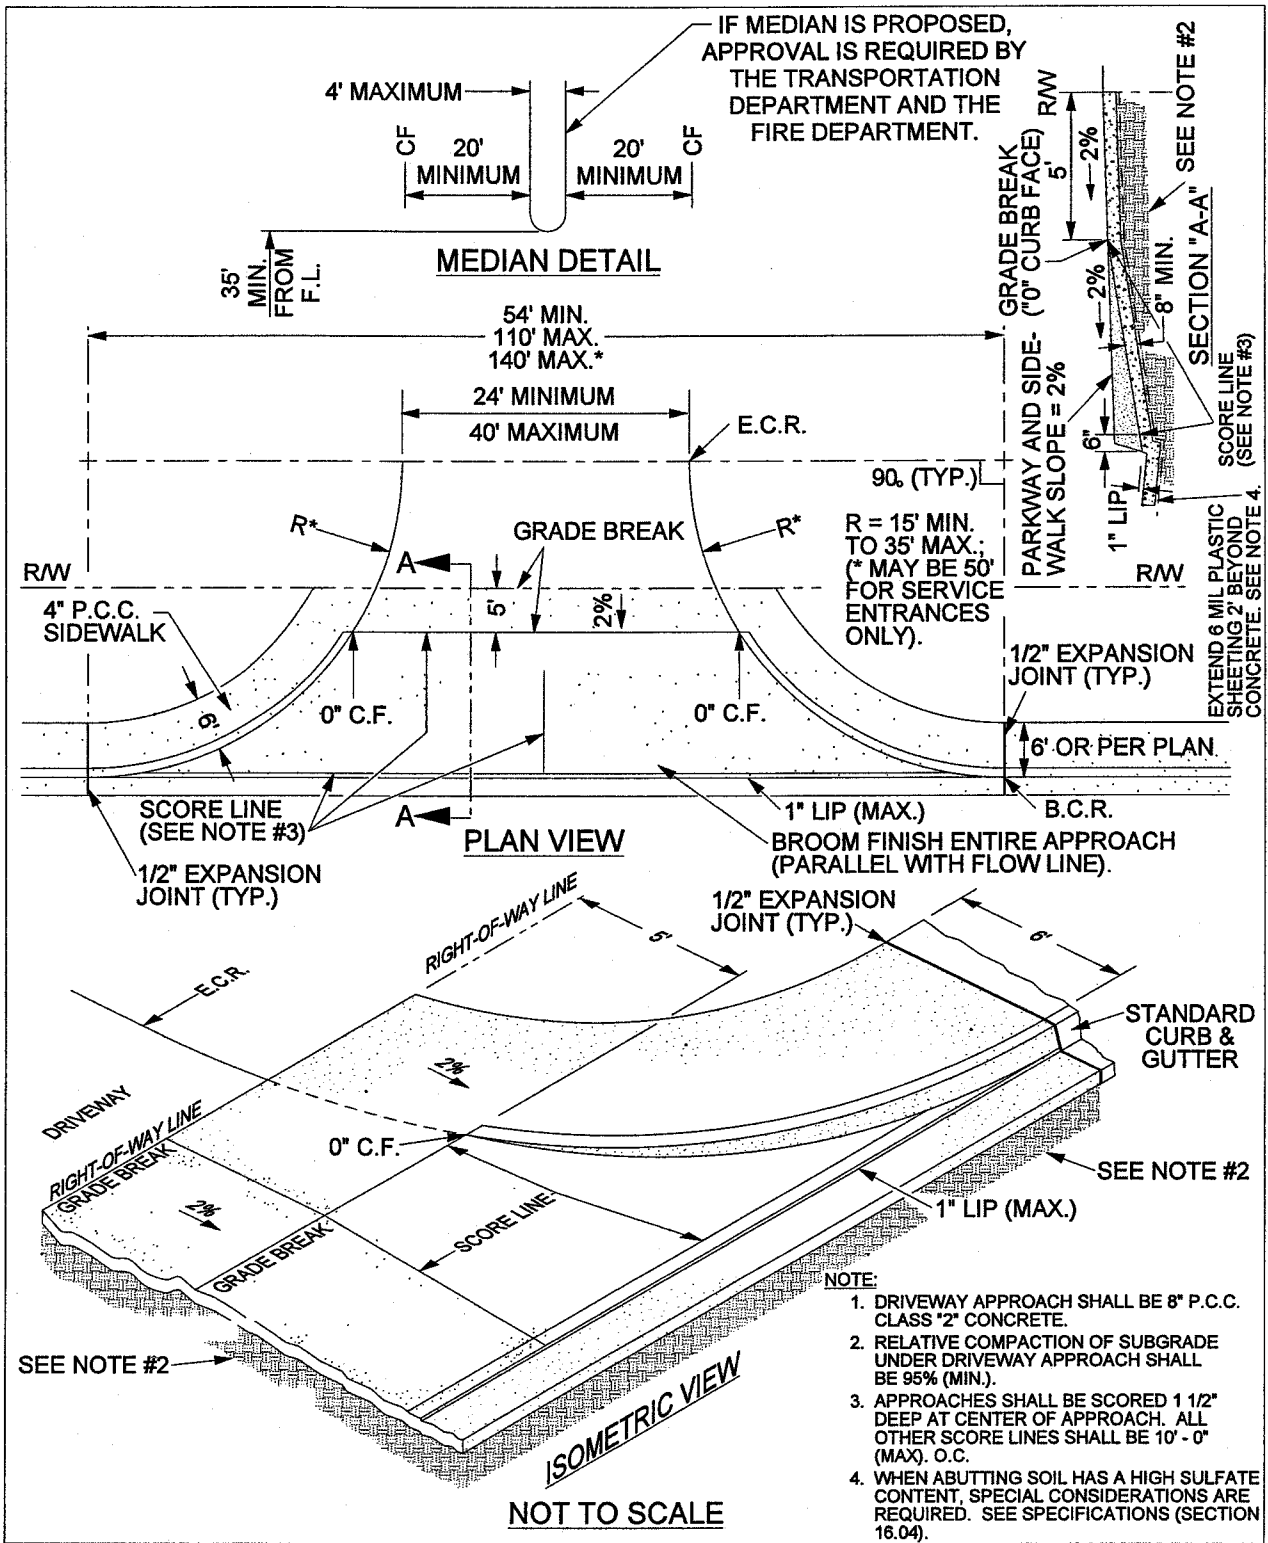 IF MEDIAN IS PROPOSED,
APPROVAL IS REQUIRED BY
THE TRANSPORTATION
DEPARTMENT AND THE
FIRE DEPARTMENT.
4' MAXIMUM
CF
20'
MINIMUM
20'
MINIMUM
CF
35'
MIN.
FROM
F.L.
MEDIAN DETAIL
R/W
5'
2%
SEE NOTE #2
GRADE BREAK
("0" CURB FACE)
2%
8" MIN.
SECTION "A-A"
PARKWAY AND SIDE-
WALK SLOPE = 2%
6"
1" LIP
SCORE LINE
(SEE NOTE #3)
EXTEND 6 MIL PLASTIC
SHEETING 2' BEYOND
CONCRETE. SEE NOTE 4.
54' MIN.
110' MAX.
140' MAX.*
24' MINIMUM
40' MAXIMUM
E.C.R.
90° (TYP.)
R*
R*
GRADE BREAK
R = 15' MIN.
TO 35' MAX.;
(* MAY BE 50'
FOR SERVICE
ENTRANCES
ONLY).
R/W
R/W
A
5'
2%
4" P.C.C.
SIDEWALK
6'
0" C.F.
0" C.F.
1/2" EXPANSION
JOINT (TYP.)
6' OR PER PLAN
SCORE LINE
(SEE NOTE #3)
A
1" LIP (MAX.)
B.C.R.
PLAN VIEW
BROOM FINISH ENTIRE APPROACH
(PARALLEL WITH FLOW LINE).
1/2" EXPANSION
JOINT (TYP.)
1/2" EXPANSION
JOINT (TYP.)
RIGHT-OF-WAY LINE
5'
6'
E.C.R.
STANDARD
CURB &
GUTTER
2%
DRIVEWAY
RIGHT-OF-WAY LINE
GRADE BREAK
0" C.F.
2%
GRADE BREAK
SCORE LINE
SEE NOTE #2
1" LIP (MAX.)
SEE NOTE #2
ISOMETRIC VIEW
NOT TO SCALE
NOTE:
1. DRIVEWAY APPROACH SHALL BE 8" P.C.C.
CLASS "2" CONCRETE.
2. RELATIVE COMPACTION OF SUBGRADE
UNDER DRIVEWAY APPROACH SHALL
BE 95% (MIN.).
3. APPROACHES SHALL BE SCORED 1 1/2"
DEEP AT CENTER OF APPROACH. ALL
OTHER SCORE LINES SHALL BE 10' - 0"
(MAX). O.C.
4. WHEN ABUTTING SOIL HAS A HIGH SULFATE
CONTENT, SPECIAL CONSIDERATIONS ARE
REQUIRED. SEE SPECIFICATIONS (SECTION
16.04).